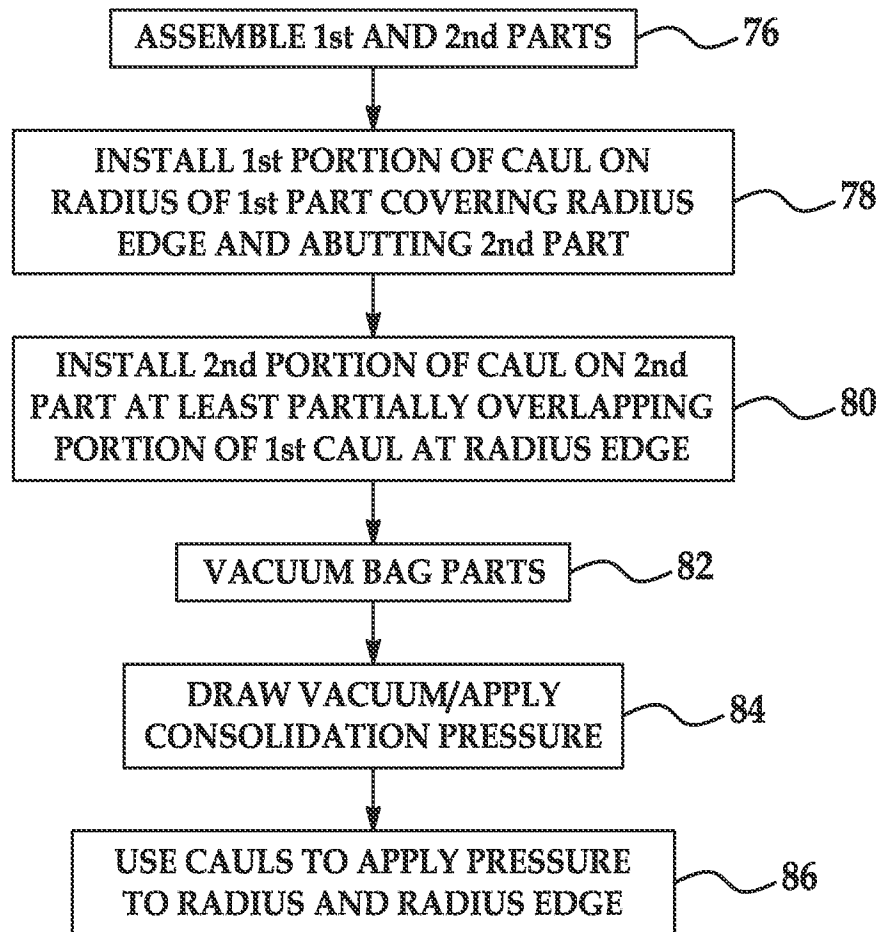 ASSEMBLE 1st AND 2nd PARTS
76
INSTALL 1st PORTION OF CAUL ON
RADIUS OF 1st PART COVERING RADIUS
EDGE AND ABUTTING 2nd PART
78
INSTALL 2nd PORTION OF CAUL ON 2nd
PART AT LEAST PARTIALLY OVERLAPPING
PORTION OF 1st CAUL AT RADIUS EDGE
80
VACUUM BAG PARTS
82
DRAW VACUUM/APPLY
CONSOLIDATION PRESSURE
84
USE CAULS TO APPLY PRESSURE
TO RADIUS AND RADIUS EDGE
86